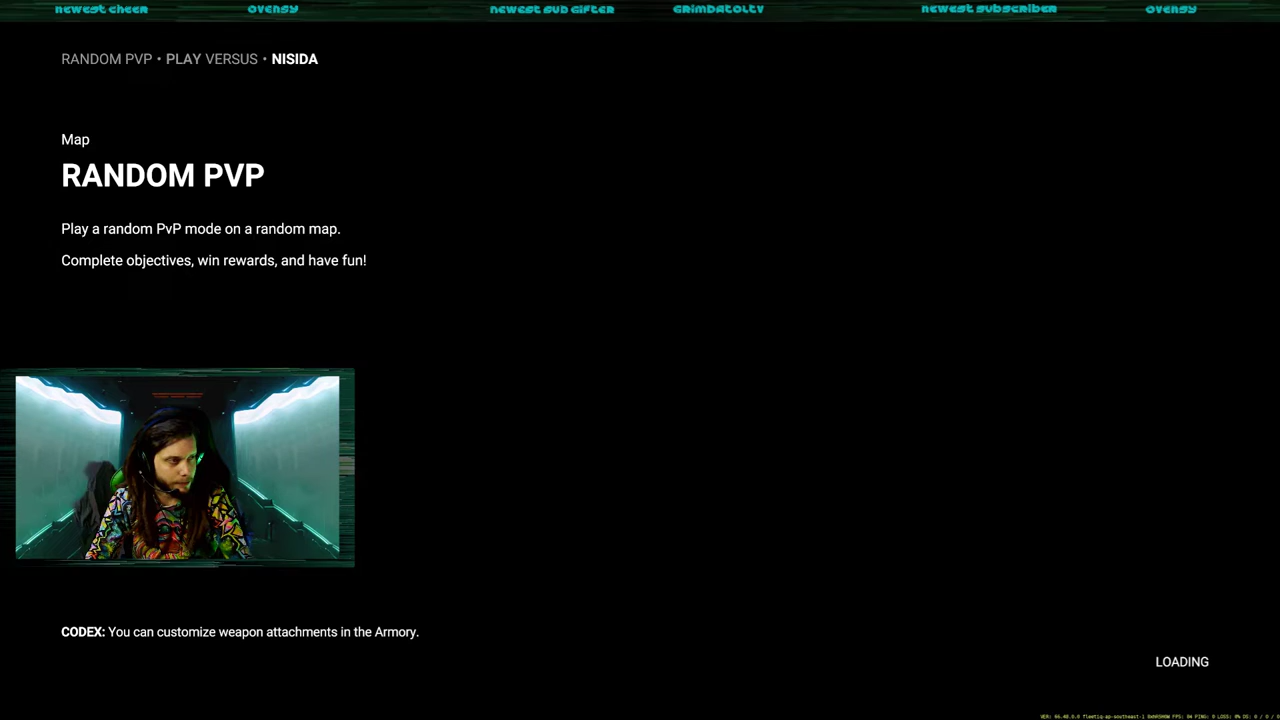 newest cheer ovensy newest sub gifter GrimDaTolty newest subscriber ovensy
RANDOM PVP • PLAY VERSUS • NISIDA
Map
RANDOM PVP
Play a random PvP mode on a random map.
Complete objectives, win rewards, and have fun!
CODEX: You can customize weapon attachments in the Armory.
LOADING